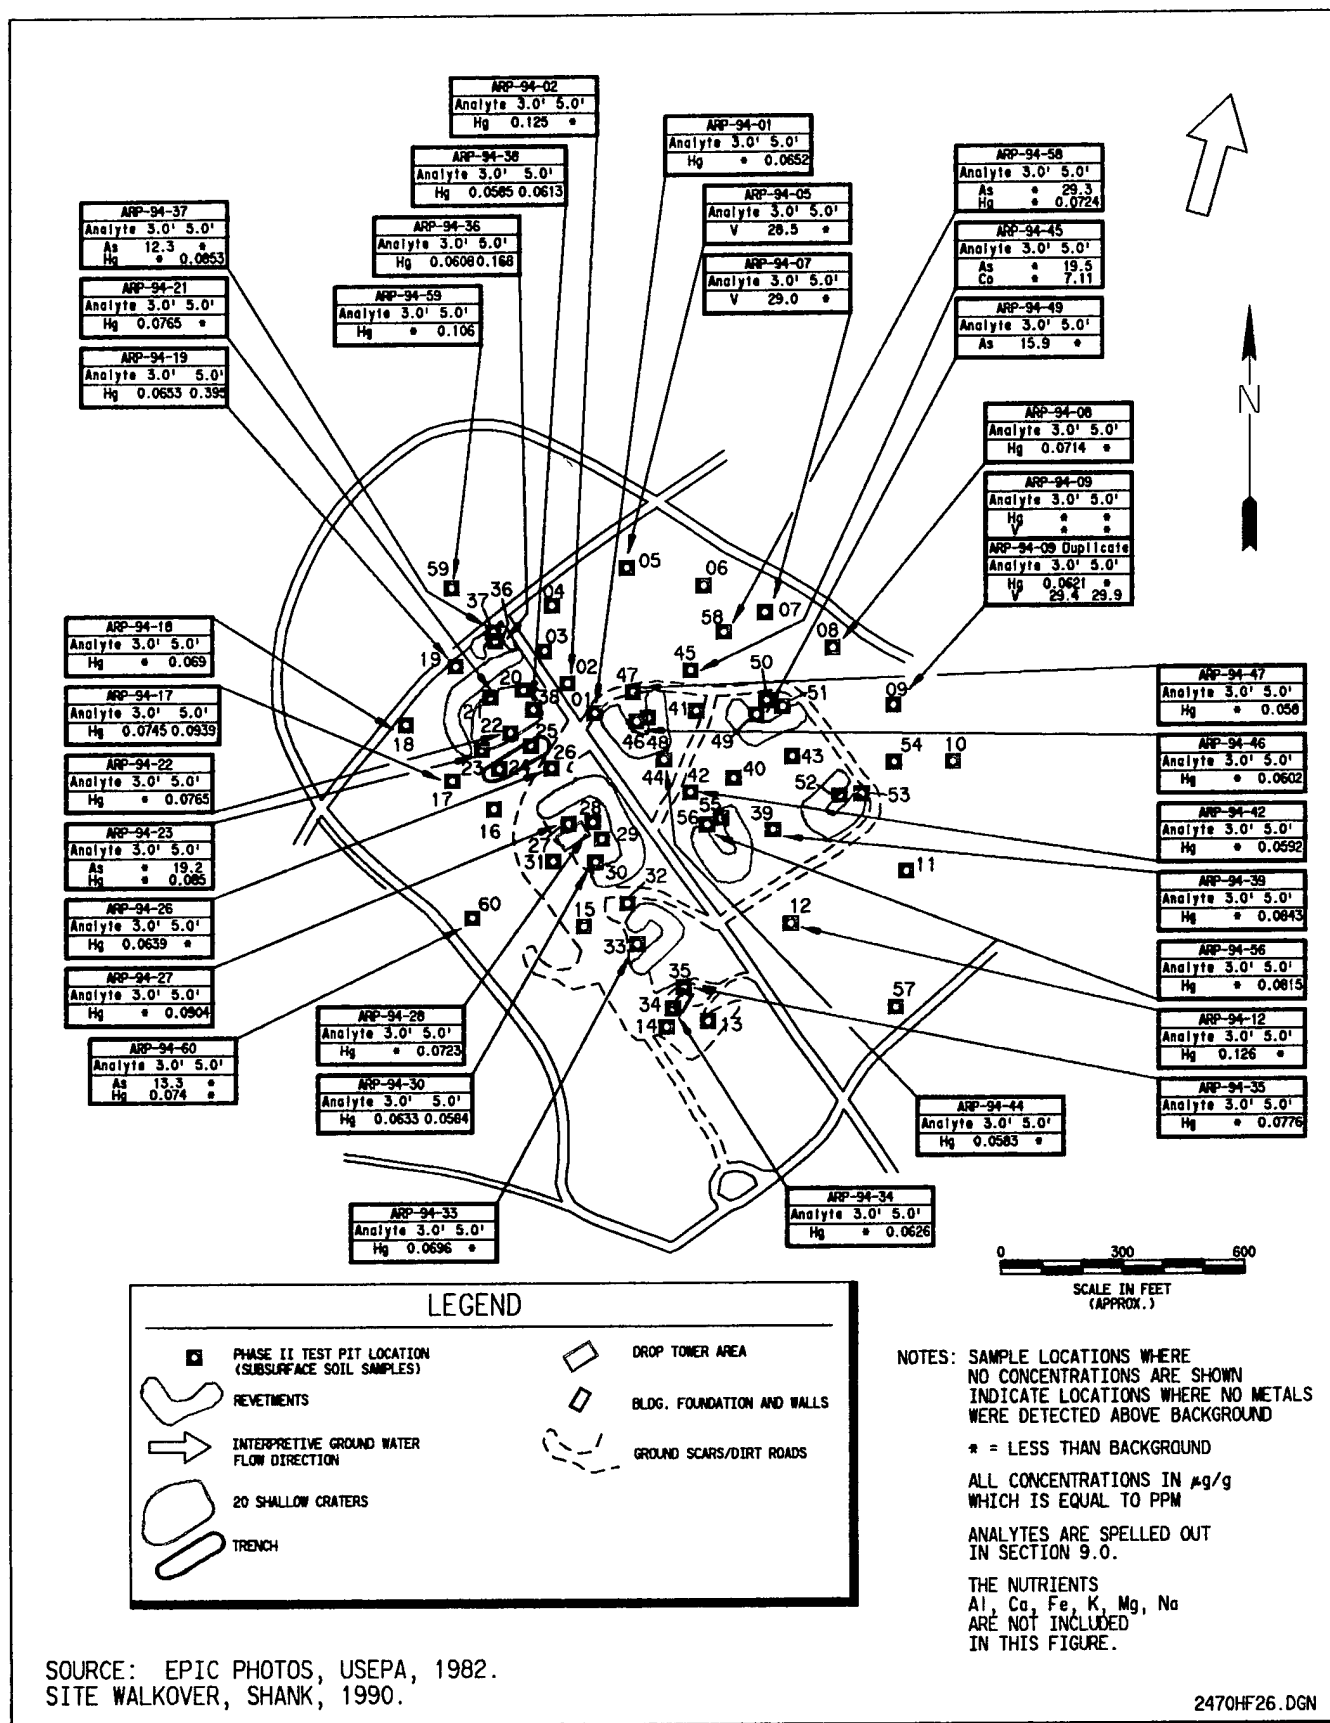 ARP-94-02
Analyte 3.0' 5.0'
Hg 0.125 *
ARP-94-38
Analyte 3.0' 5.0'
Hg 0.0585 0.0613
ARP-94-36
Analyte 3.0' 5.0'
Hg 0.0608 0.168
ARP-94-59
Analyte 3.0' 5.0'
Hg * 0.106
ARP-94-37
Analyte 3.0' 5.0'
As 12.3 *
Hg * 0.0853
ARP-94-21
Analyte 3.0' 5.0'
Hg 0.0765 *
ARP-94-19
Analyte 3.0' 5.0'
Hg 0.0653 0.395
ARP-94-01
Analyte 3.0' 5.0'
Hg * 0.0652
ARP-94-05
Analyte 3.0' 5.0'
V 28.5 *
ARP-94-07
Analyte 3.0' 5.0'
V 29.0 *
ARP-94-58
Analyte 3.0' 5.0'
As * 29.3
Hg * 0.0724
ARP-94-45
Analyte 3.0' 5.0'
As * 19.5
Co * 7.11
ARP-94-49
Analyte 3.0' 5.0'
As 15.9 *
N
ARP-94-08
Analyte 3.0' 5.0'
Hg 0.0714 *
ARP-94-09
Analyte 3.0' 5.0'
Hg * *
V * *
ARP-94-09 Duplicate
Analyte 3.0' 5.0'
Hg 0.0621 *
V 29.4 29.9
ARP-94-18
Analyte 3.0' 5.0'
Hg * 0.069
ARP-94-17
Analyte 3.0' 5.0'
Hg 0.0745 0.0939
ARP-94-22
Analyte 3.0' 5.0'
Hg * 0.0765
ARP-94-23
Analyte 3.0' 5.0'
As * 19.2
Hg * 0.085
ARP-94-26
Analyte 3.0' 5.0'
Hg 0.0639 *
ARP-94-27
Analyte 3.0' 5.0'
Hg * 0.0904
ARP-94-60
Analyte 3.0' 5.0'
As 13.3 *
Hg 0.074 *
ARP-94-28
Analyte 3.0' 5.0'
Hg * 0.0723
ARP-94-30
Analyte 3.0' 5.0'
Hg 0.0633 0.0584
ARP-94-33
Analyte 3.0' 5.0'
Hg 0.0696 *
ARP-94-34
Analyte 3.0' 5.0'
Hg * 0.0626
ARP-94-44
Analyte 3.0' 5.0'
Hg 0.0583 *
ARP-94-47
Analyte 3.0' 5.0'
Hg * 0.058
ARP-94-46
Analyte 3.0' 5.0'
Hg * 0.0602
ARP-94-42
Analyte 3.0' 5.0'
Hg * 0.0592
ARP-94-39
Analyte 3.0' 5.0'
Hg * 0.0843
ARP-94-56
Analyte 3.0' 5.0'
Hg * 0.0815
ARP-94-12
Analyte 3.0' 5.0'
Hg 0.126 *
ARP-94-35
Analyte 3.0' 5.0'
Hg * 0.0776
05
59
06
36
04
37
07
58
03
08
19
45
02
50
20
47
38
01
51
09
21
41
18
22
46
48
49
25
26
43
54
10
23
24
44
42
40
52
53
17
16
28
55
56
39
27
29
31
30
11
32
60
15
12
33
35
57
34
14
13
0 300 600
SCALE IN FEET
(APPROX.)
LEGEND
PHASE II TEST PIT LOCATION
(SUBSURFACE SOIL SAMPLES)
REVETMENTS
INTERPRETIVE GROUND WATER
FLOW DIRECTION
20 SHALLOW CRATERS
TRENCH
DROP TOWER AREA
BLDG. FOUNDATION AND WALLS
GROUND SCARS/DIRT ROADS
NOTES: SAMPLE LOCATIONS WHERE
NO CONCENTRATIONS ARE SHOWN
INDICATE LOCATIONS WHERE NO METALS
WERE DETECTED ABOVE BACKGROUND
* = LESS THAN BACKGROUND
ALL CONCENTRATIONS IN µg/g
WHICH IS EQUAL TO PPM
ANALYTES ARE SPELLED OUT
IN SECTION 9.0.
THE NUTRIENTS
Al, Ca, Fe, K, Mg, Na
ARE NOT INCLUDED
IN THIS FIGURE.
SOURCE: EPIC PHOTOS, USEPA, 1982.
SITE WALKOVER, SHANK, 1990.
2470HF26.DGN